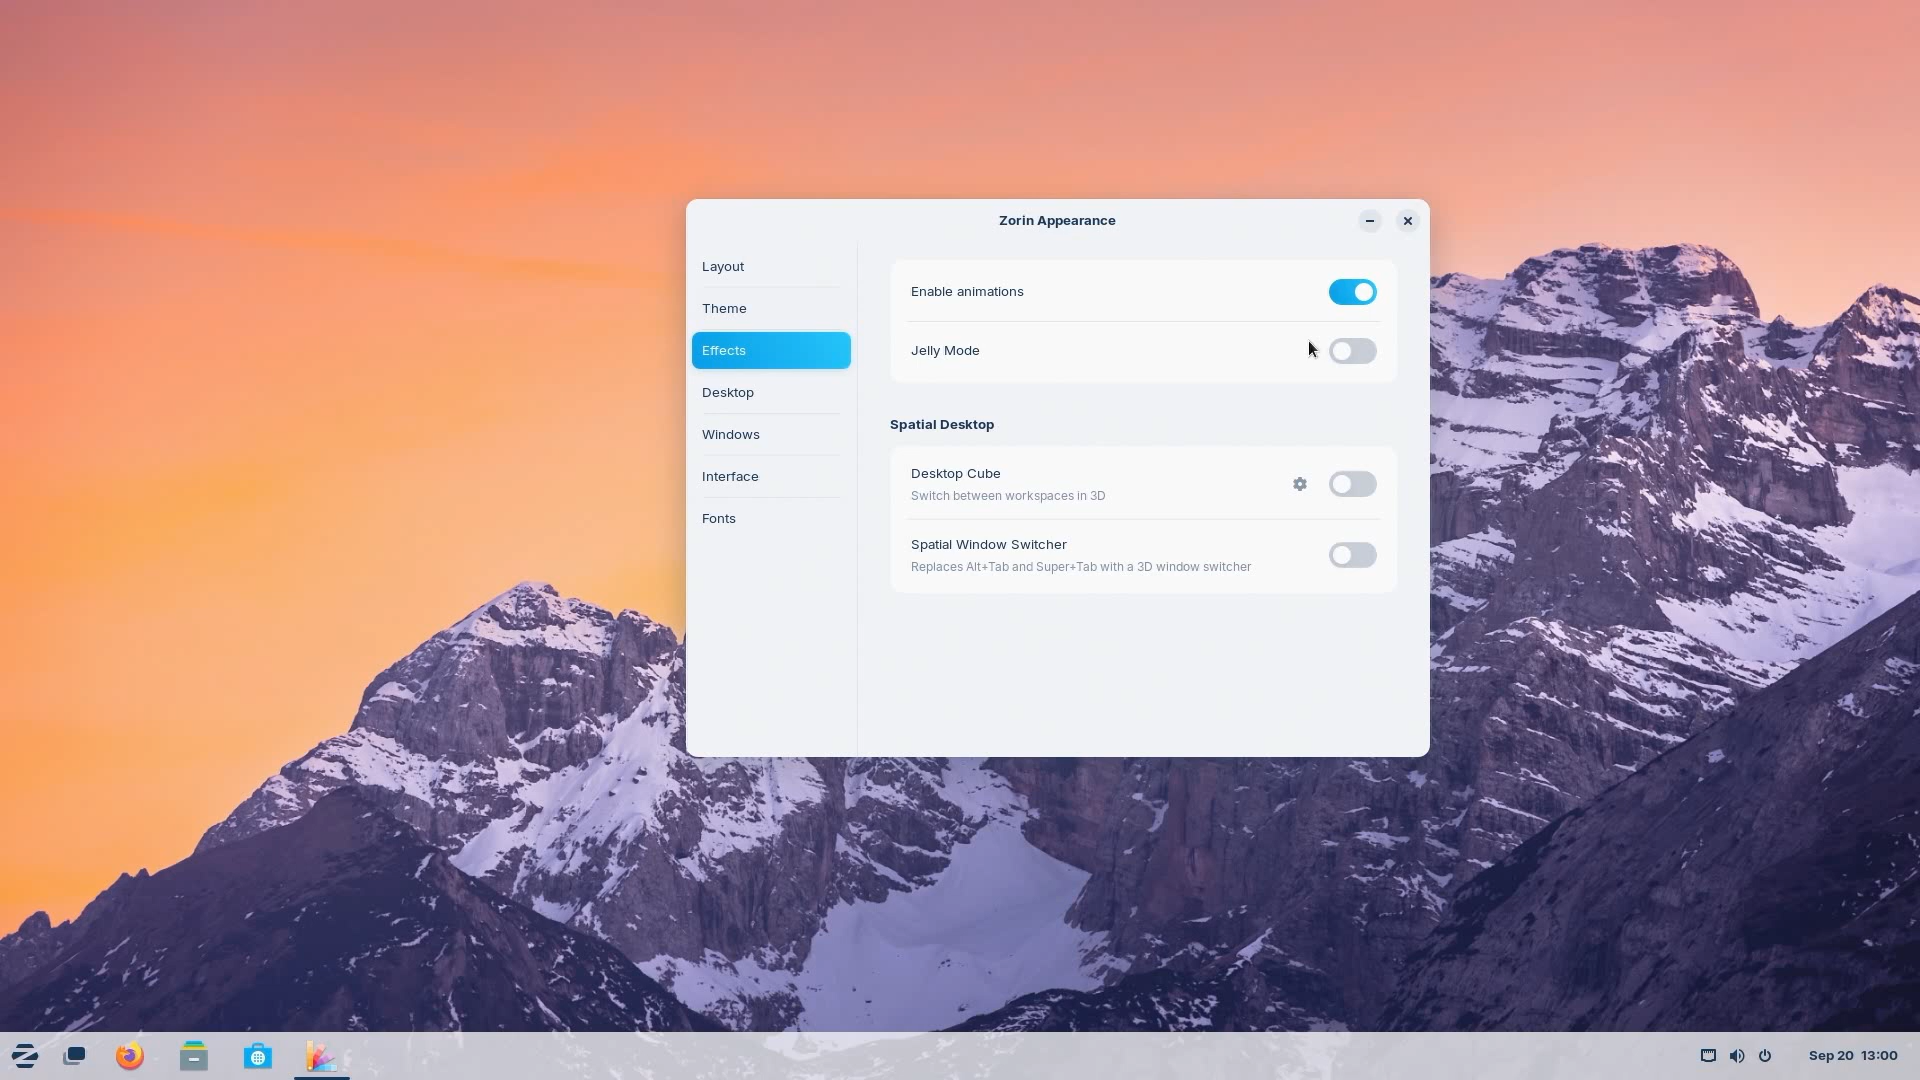 Zorin Appearance
Layout
Theme
Effects
Desktop
Windows
Interface
Fonts
Enable animations
Jelly Mode
Spatial Desktop
Desktop Cube
Switch between workspaces in 3D
Spatial Window Switcher
Replaces Alt+Tab and Super+Tab with a 3D window switcher
Sep 20 13:00